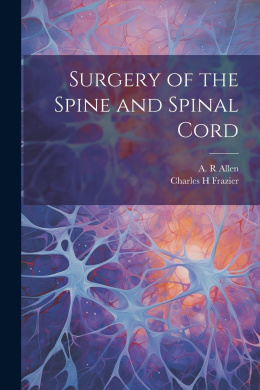 Surgery of the
Spine and Spinal
Cord
A. R Allen
Charles H Frazier